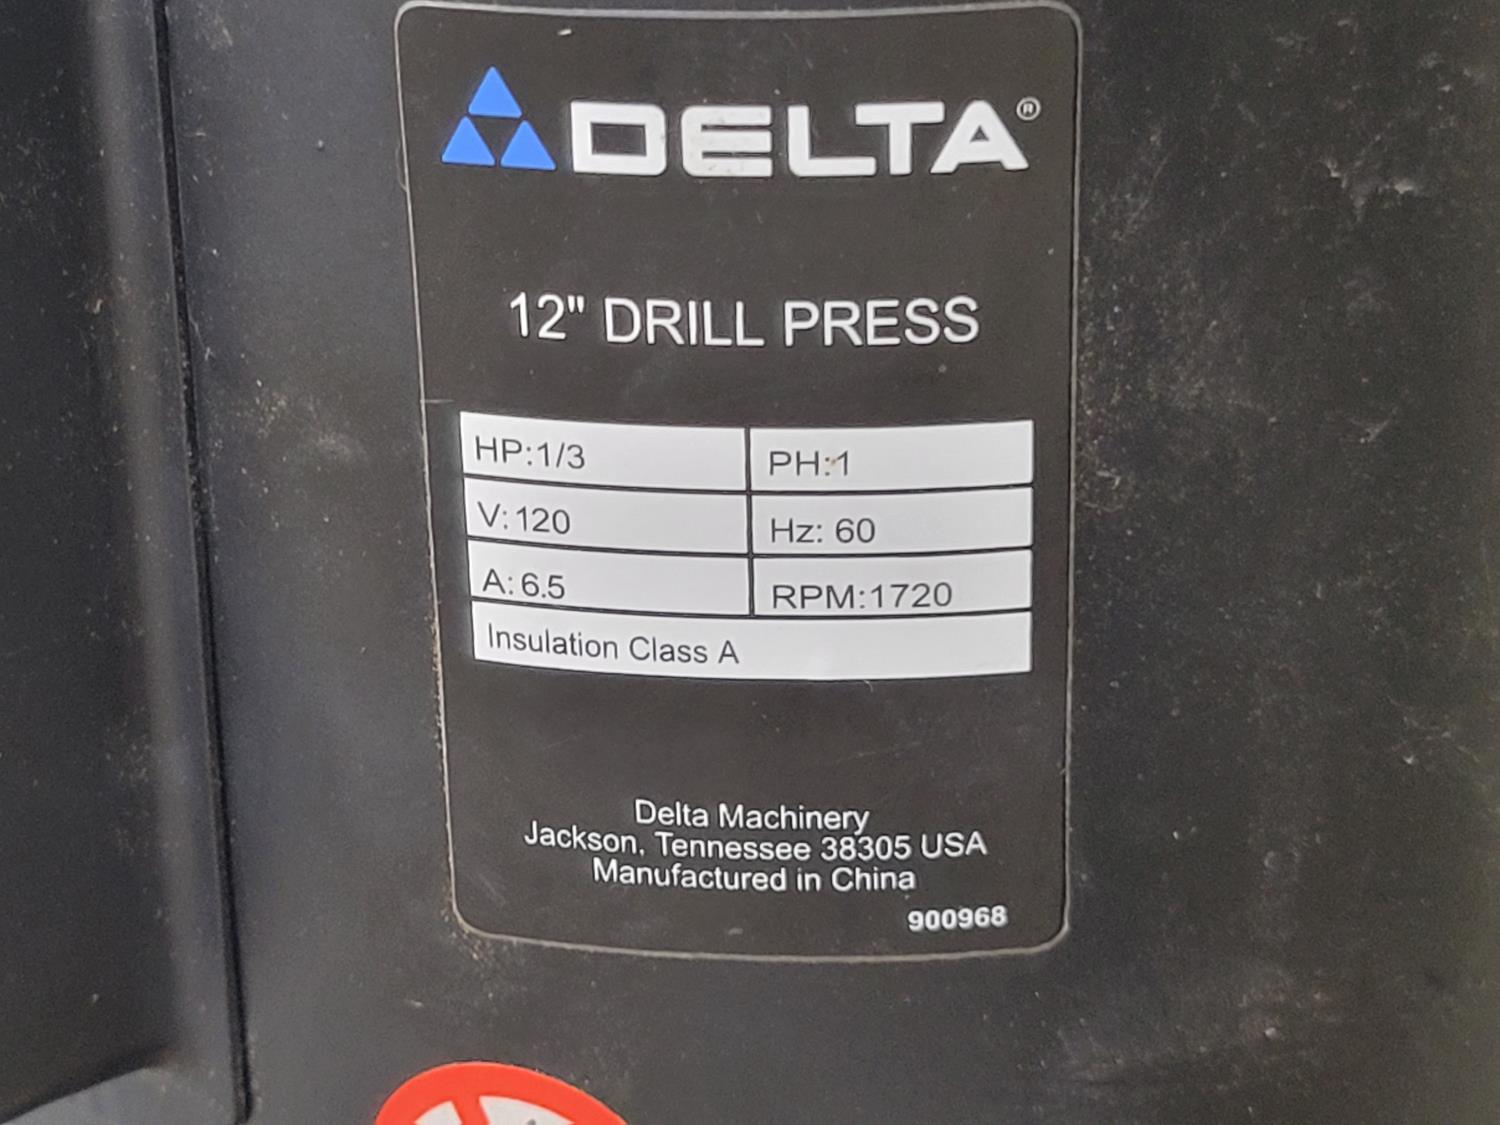 DELTA®
12" DRILL PRESS
HP:1/3 PH:1
V: 120 Hz: 60
A: 6.5 RPM:1720
Insulation Class A
Delta Machinery
Jackson, Tennessee 38305 USA
Manufactured in China
900968